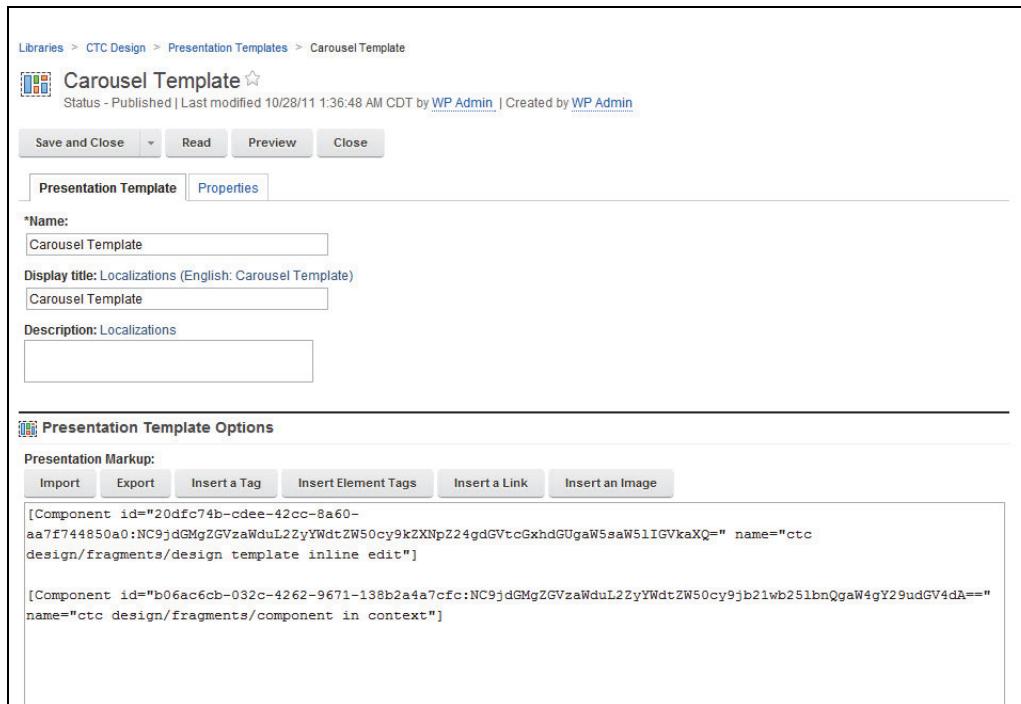 Libraries > CTC Design > Presentation Templates > Carousel Template
Carousel Template
Status - Published | Last modified 10/28/11 1:36:48 AM CDT by WP Admin | Created by WP Admin
Save and Close Read Preview Close
Presentation Template Properties
*Name:
Carousel Template
Display title: Localizations (English: Carousel Template)
Carousel Template
Description: Localizations
Presentation Template Options
Presentation Markup:
Import Export Insert a Tag Insert Element Tags Insert a Link Insert an Image
[Component id="20dfc74b-cdee-42cc-8a60-
aa7f744850a0:NC9jdGMgZGVzaWduL2ZyYWdtZW50cy9kZXNpZ24gdGVtcGxhdGUgaW5saW5lIGVkaXQ=" name="ctc
design/fragments/design template inline edit"]
[Component id="b06ac6cb-032c-4262-9671-138b2a4a7cfc:NC9jdGMgZGVzaWduL2ZyYWdtZW50cy9jb21wb25lbnQgaW4gY29udGV4dA=="
name="ctc design/fragments/component in context"]